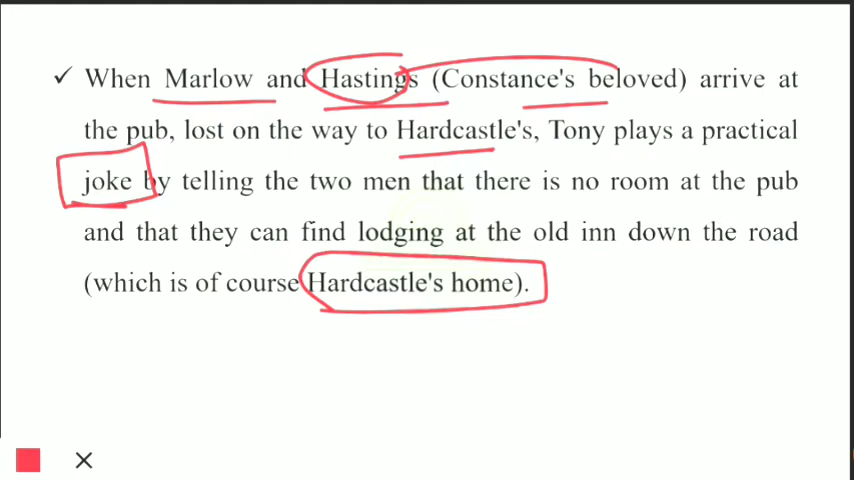 ✓ When Marlow and Hastings (Constance's beloved) arrive at
the pub, lost on the way to Hardcastle's, Tony plays a practical
joke by telling the two men that there is no room at the pub
and that they can find lodging at the old inn down the road
(which is of course Hardcastle's home).